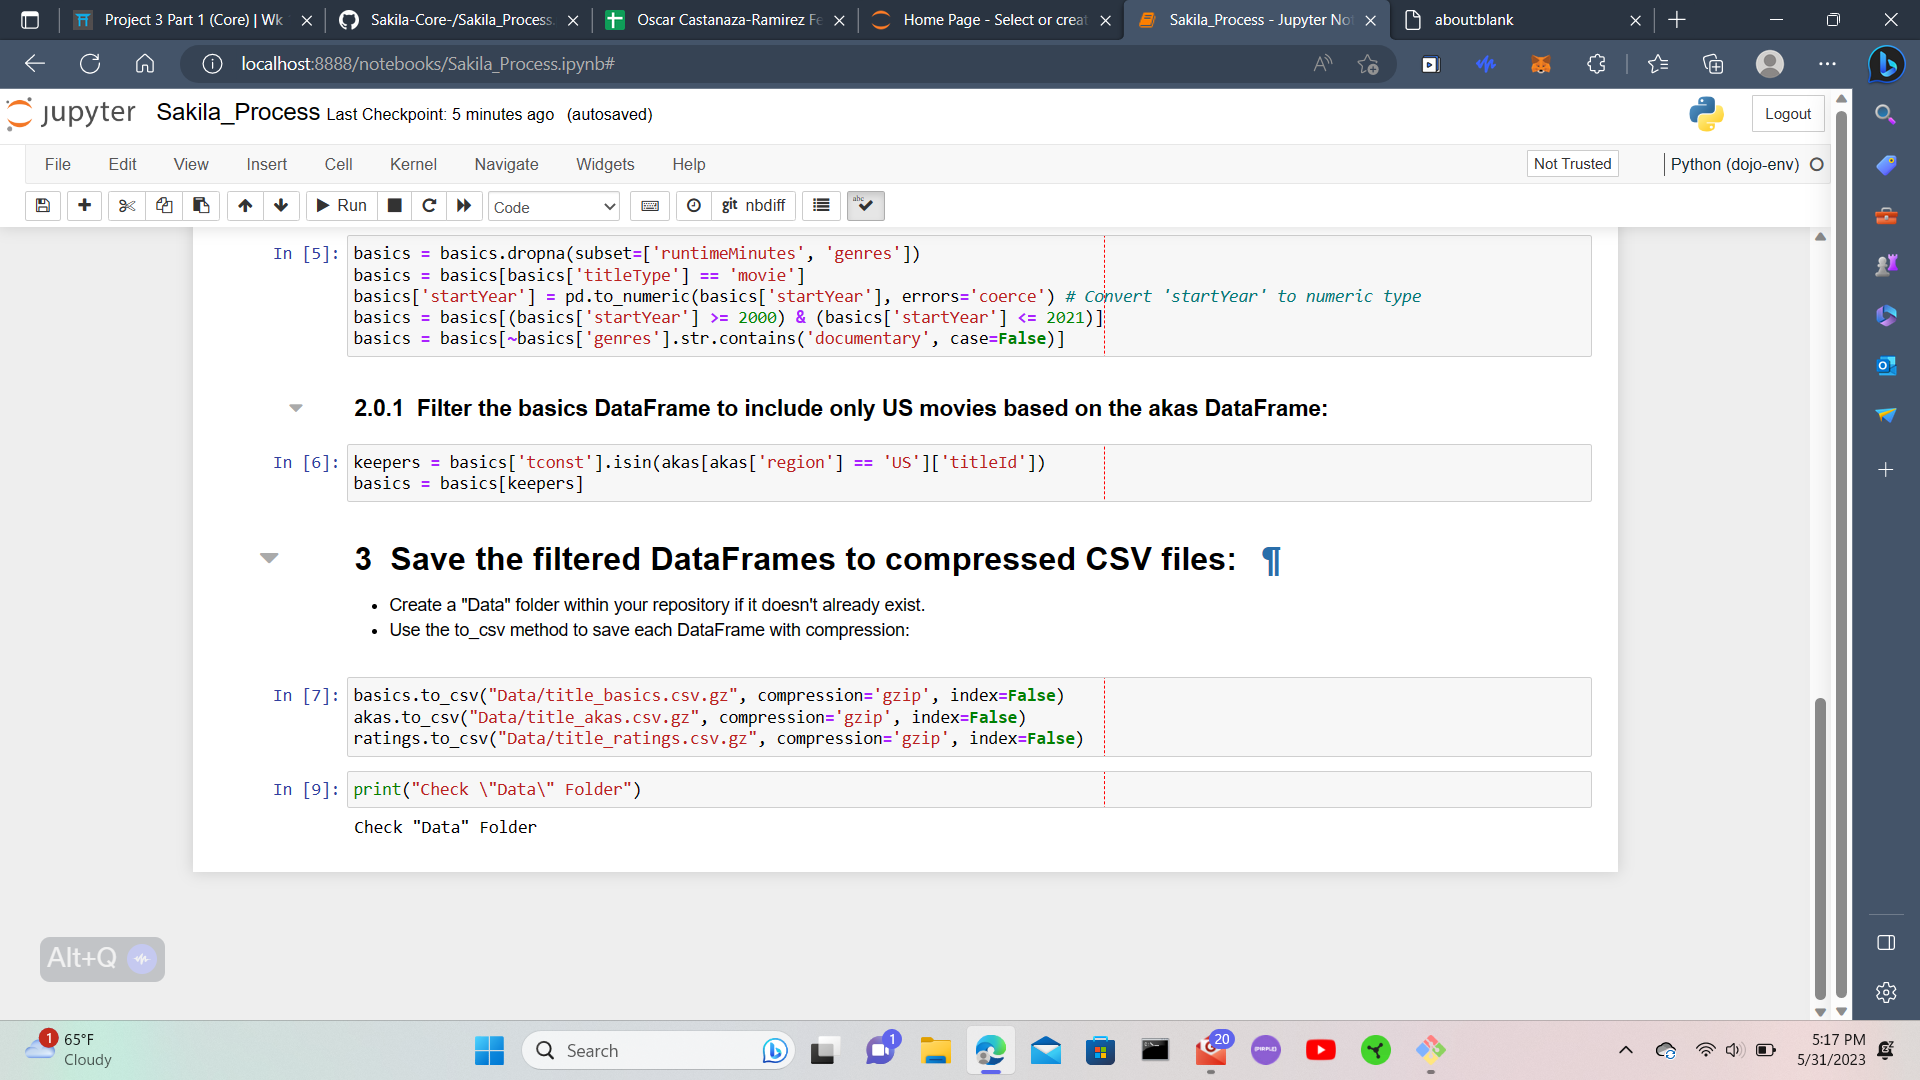 Project 3 Part 1 (Core) | Wk
Sakila-Core-/Sakila_Process.
Oscar Castanaza-Ramirez Fe
Home Page - Select or creat
Sakila_Process - Jupyter Not
about:blank
localhost:8888/notebooks/Sakila_Process.ipynb#
jupyter
Sakila_Process Last Checkpoint: 5 minutes ago (autosaved)
Logout
File Edit View Insert Cell Kernel Navigate Widgets Help
Not Trusted
Python (dojo-env)
Run
Code
git nbdiff
abc
In [5]:
basics = basics.dropna(subset=['runtimeMinutes', 'genres'])
basics = basics[basics['titleType'] == 'movie']
basics['startYear'] = pd.to_numeric(basics['startYear'], errors='coerce') # Convert 'startYear' to numeric type
basics = basics[(basics['startYear'] >= 2000) & (basics['startYear'] <= 2021)]
basics = basics[~basics['genres'].str.contains('documentary', case=False)]
2.0.1 Filter the basics DataFrame to include only US movies based on the akas DataFrame:
In [6]:
keepers = basics['tconst'].isin(akas[akas['region'] == 'US']['titleId'])
basics = basics[keepers]
3 Save the filtered DataFrames to compressed CSV files: ¶
• Create a "Data" folder within your repository if it doesn't already exist.
• Use the to_csv method to save each DataFrame with compression:
In [7]:
basics.to_csv("Data/title_basics.csv.gz", compression='gzip', index=False)
akas.to_csv("Data/title_akas.csv.gz", compression='gzip', index=False)
ratings.to_csv("Data/title_ratings.csv.gz", compression='gzip', index=False)
In [9]:
print("Check \"Data\" Folder")
Check "Data" Folder
Alt+Q
1
65°F
Cloudy
Search
1
20
5:17 PM
5/31/2023